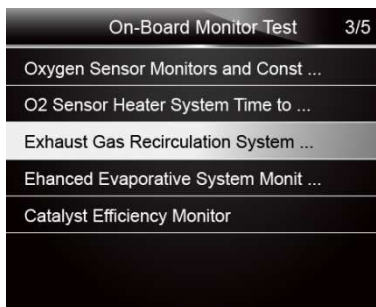 On-Board Monitor Test 3/5
Oxygen Sensor Monitors and Const ...
O2 Sensor Heater System Time to ...
Exhaust Gas Recirculation System ...
Ehanced Evaporative System Monit ...
Catalyst Efficiency Monitor